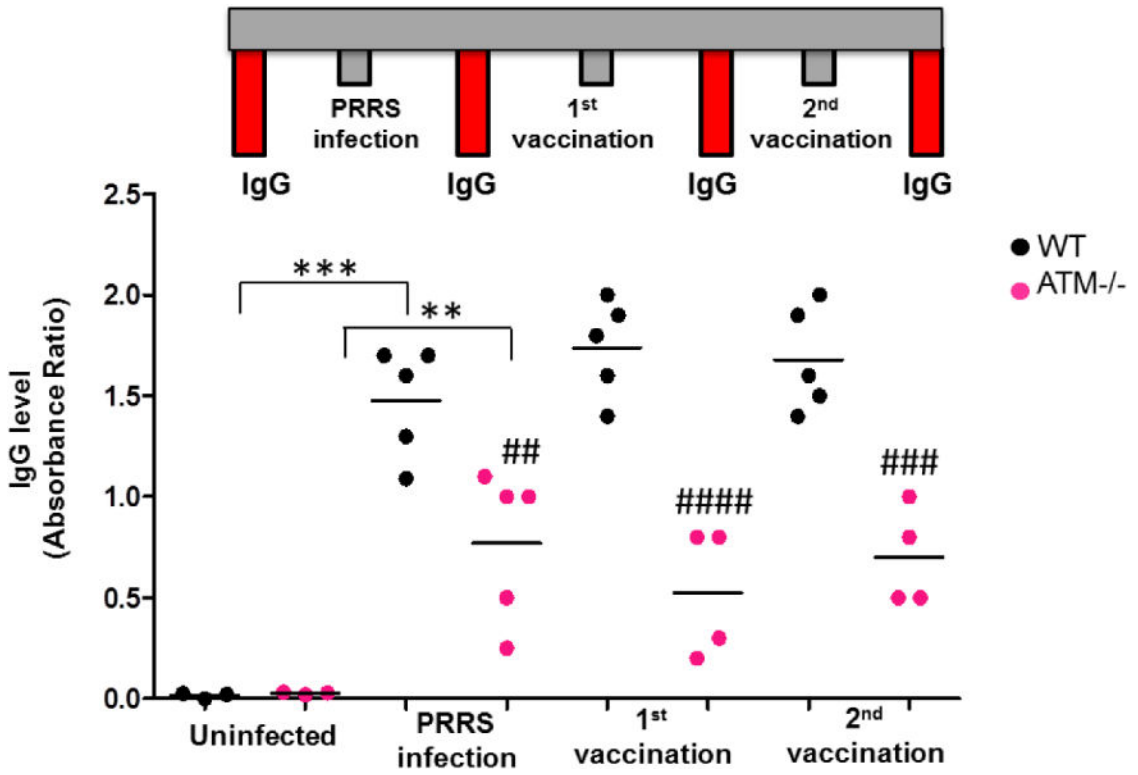 PRRS
infection
1st
vaccination
2nd
vaccination
IgG
IgG
IgG
IgG
2.5
2.0
1.5
1.0
0.5
0.0
IgG level
(Absorbance Ratio)
***
**
##
####
###
WT
ATM-/-
Uninfected
PRRS
infection
1st
vaccination
2nd
vaccination